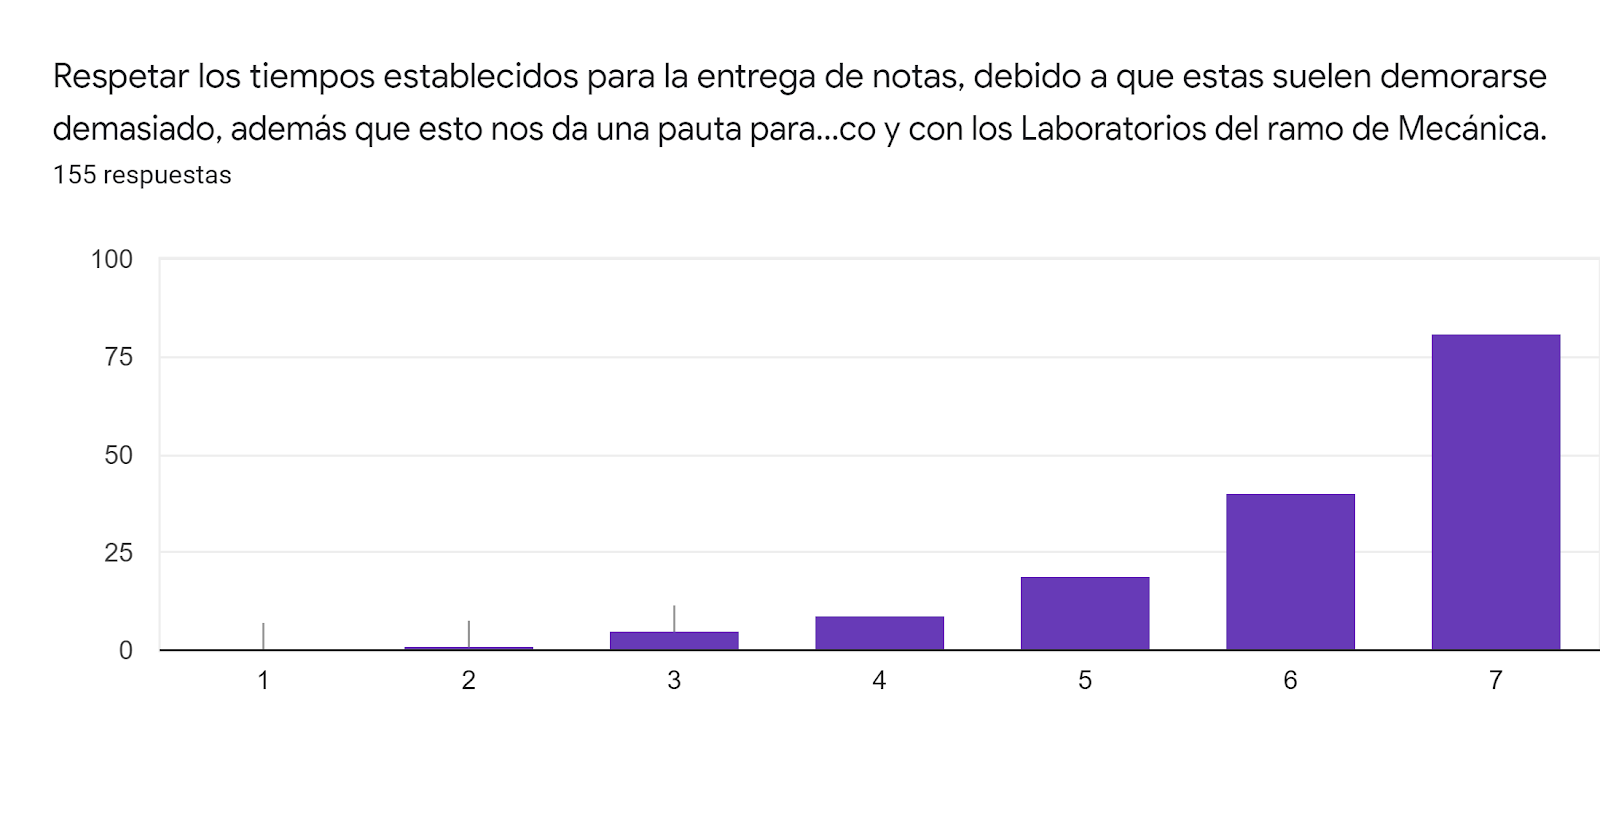 Respetar los tiempos establecidos para la entrega de notas, debido a que estas suelen demorarse
demasiado, además que esto nos da una pauta para...co y con los Laboratorios del ramo de Mecánica.
155 respuestas
100
75
50
25
0
1 2 3 4 5 6 7